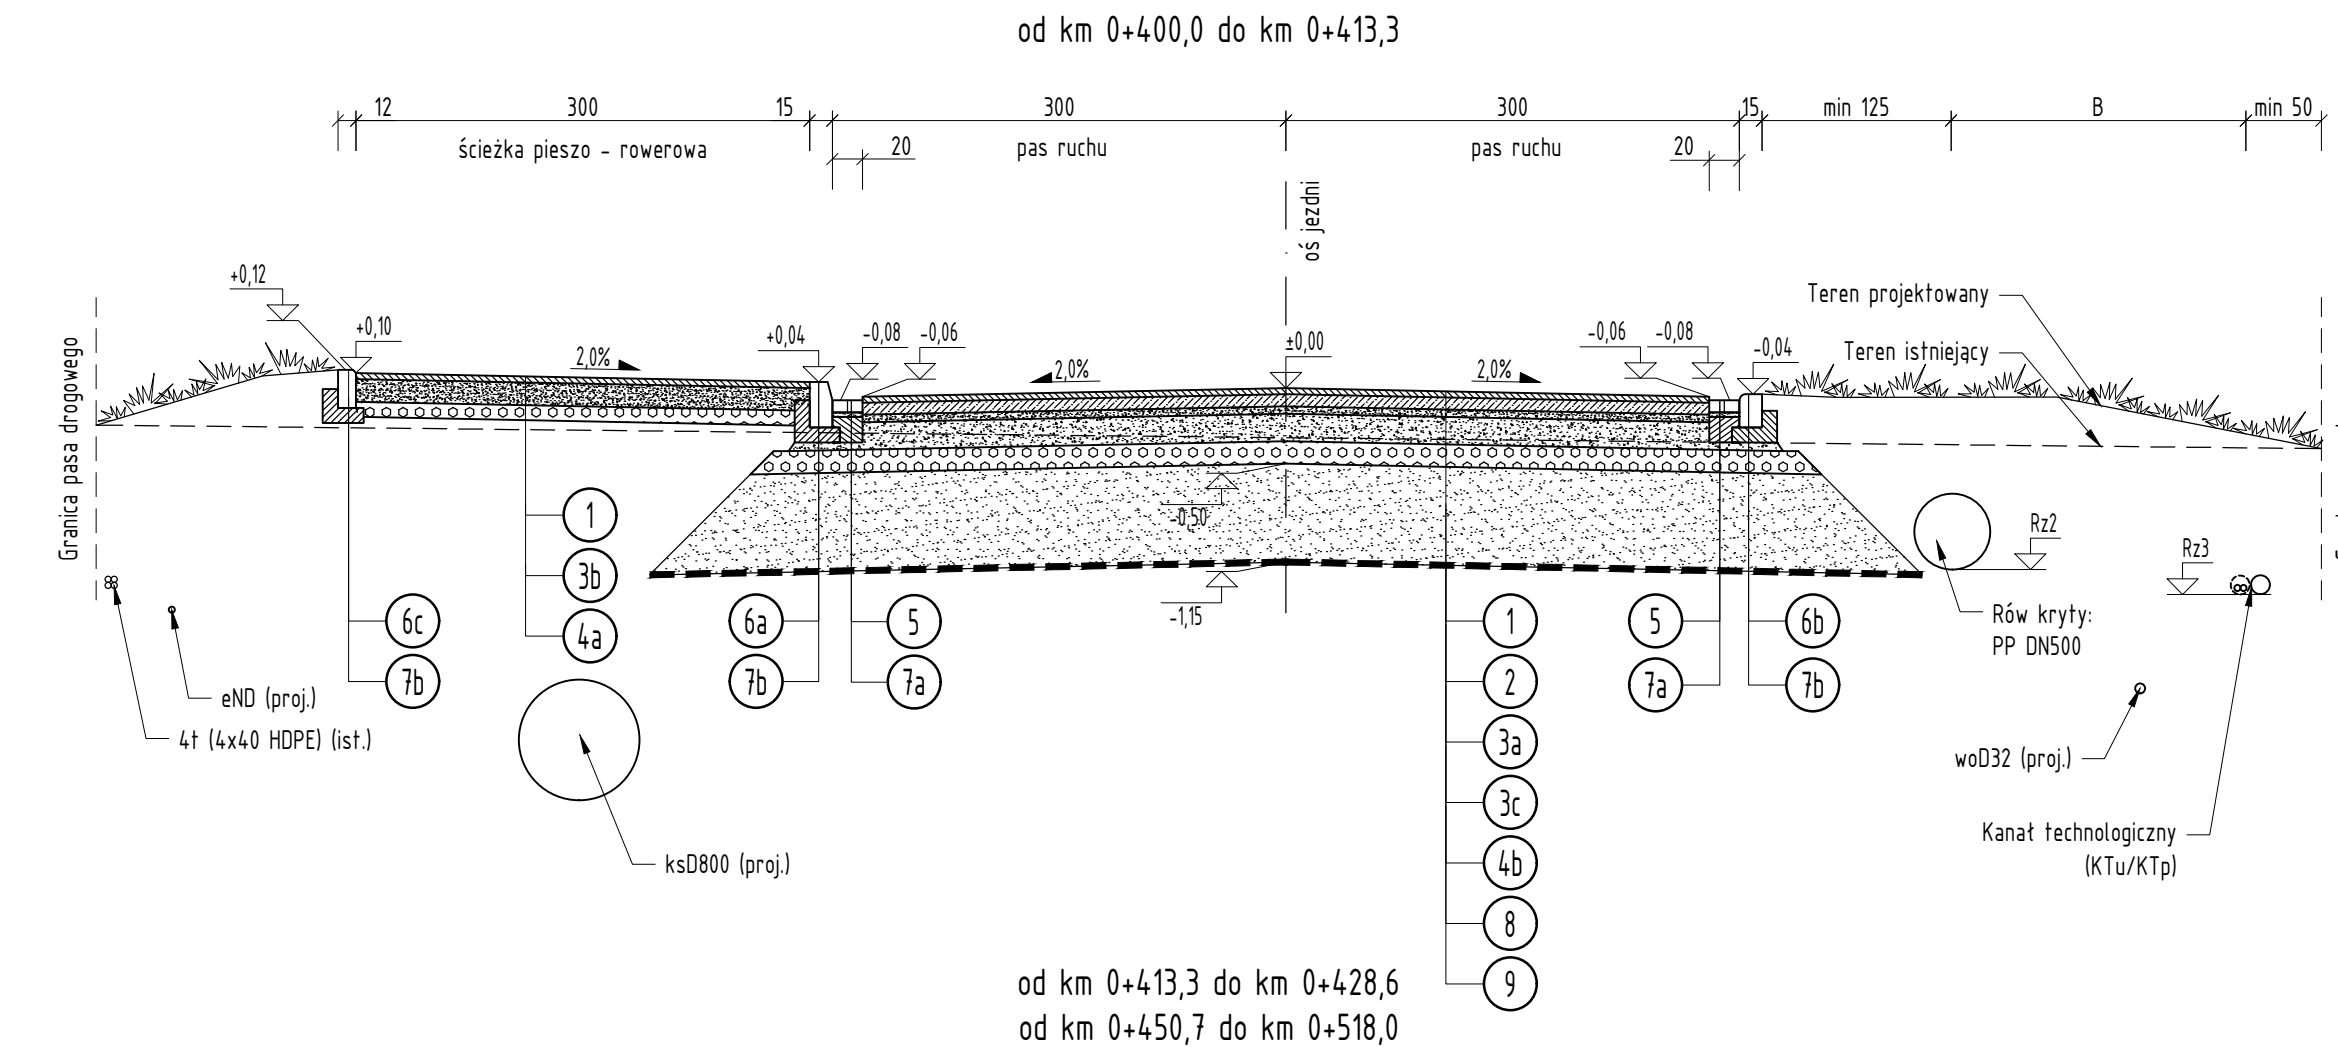 od km 0+400,0 do km 0+413,3
12
300
15
300
300
15
min 125
B
min 50
ścieżka pieszo - rowerowa
20
pas ruchu
pas ruchu
20
oś jezdni
Granica pasa drogowego
+0,12
+0,10
2,0%
+0,04
-0,08
-0,06
2,0%
±0,00
2,0%
-0,06
-0,08
-0,04
Teren projektowany
Teren istniejący
-0,50
-1,15
Rz2
Rz3
1
3b
4a
6c
7b
6a
7b
5
7a
1
2
3a
3c
4b
8
9
5
7a
6b
7b
Rów kryty:
PP DN500
eND (proj.)
4t (4x40 HDPE) (ist.)
ksD800 (proj.)
woD32 (proj.)
Kanał technologiczny
(KTu/KTp)
od km 0+413,3 do km 0+428,6
od km 0+450,7 do km 0+518,0